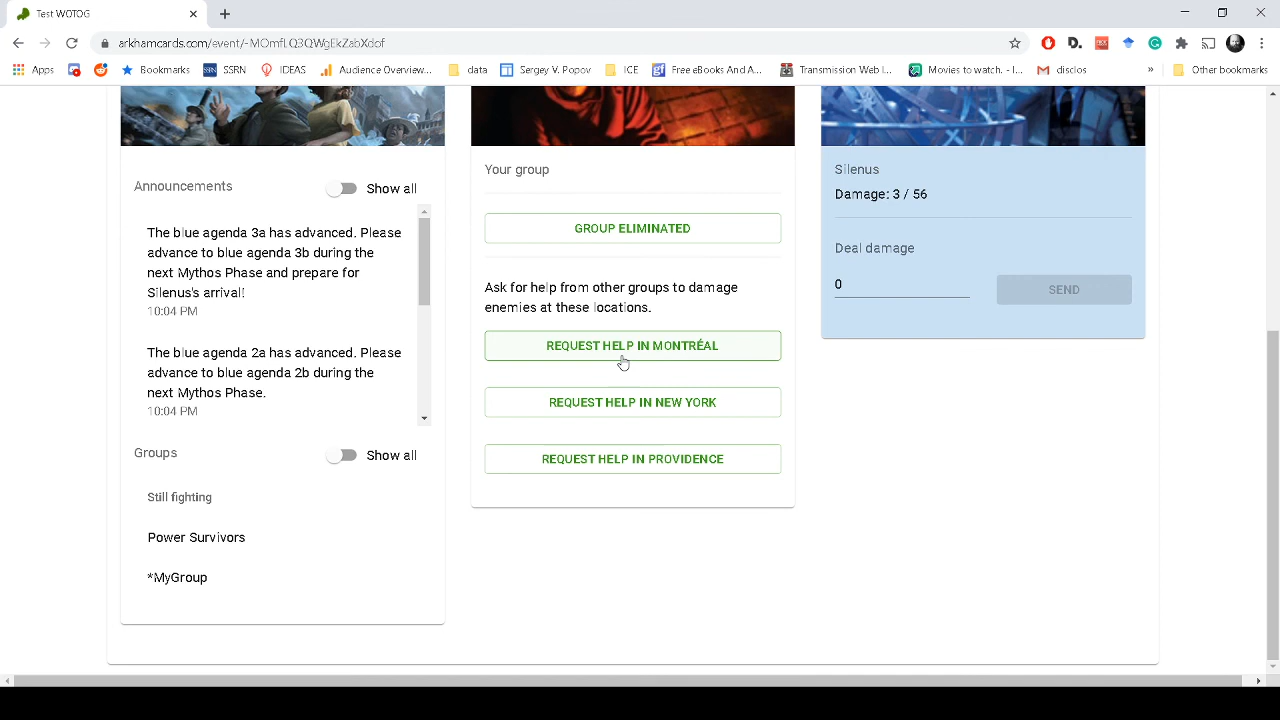 Test WOTOG
arkhamcards.com/event/-MOmfLQ3QWgEkZabXdof
Apps
Bookmarks
SSRN
IDEAS
Audience Overview...
data
Sergey V. Popov
ICE
Free eBookS And A...
Transmission Web I...
Movies to watch. - I...
disclos
»
Other bookmarks
Announcements
Show all
The blue agenda 3a has advanced. Please
advance to blue agenda 3b during the
next Mythos Phase and prepare for
Silenus's arrival!
10:04 PM
The blue agenda 2a has advanced. Please
advance to blue agenda 2b during the
next Mythos Phase.
10:04 PM
Groups
Show all
Still fighting
Power Survivors
*MyGroup
Your group
GROUP ELIMINATED
Ask for help from other groups to damage
enemies at these locations.
REQUEST HELP IN MONTRÉAL
REQUEST HELP IN NEW YORK
REQUEST HELP IN PROVIDENCE
Silenus
Damage: 3 / 56
Deal damage
0
SEND